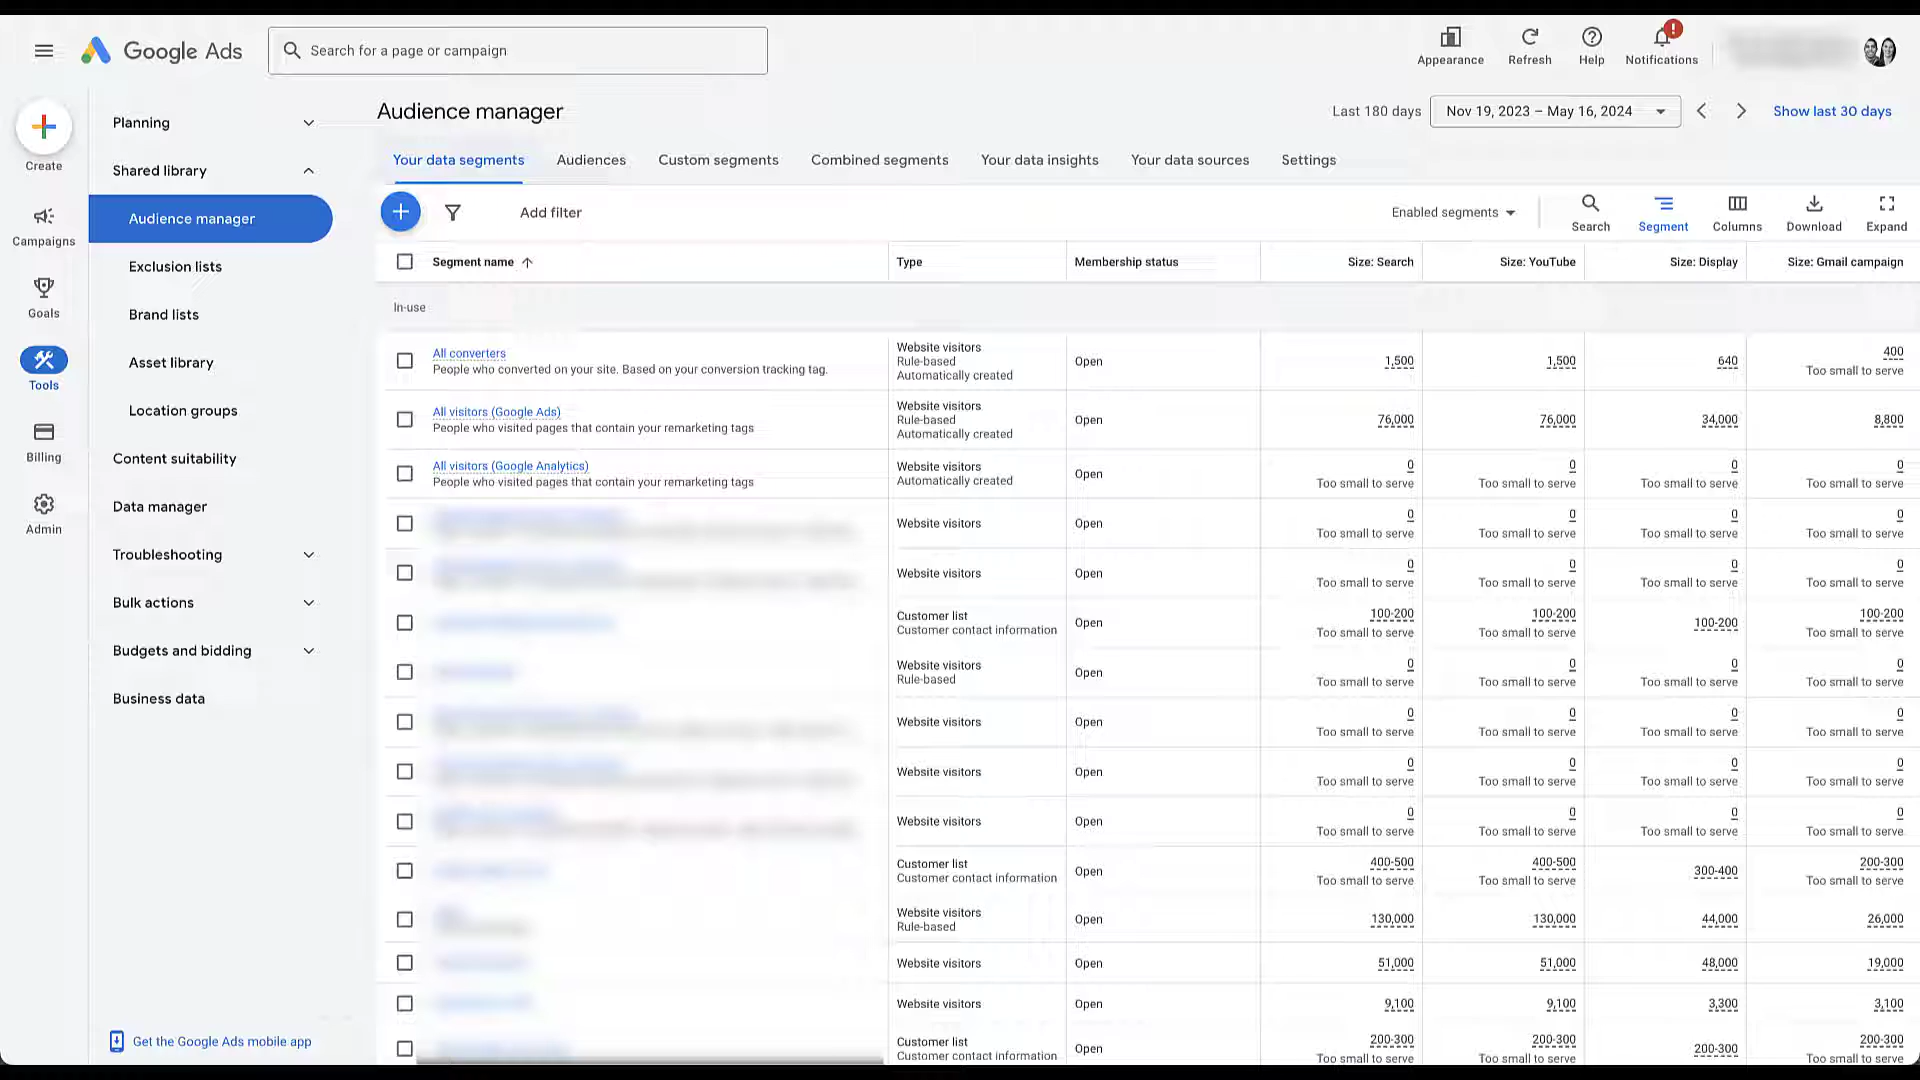 Google Ads
Search for a page or campaign
Appearance
Refresh
Help
!
Notifications
Create
Campaigns
Goals
Tools
Billing
Admin
Planning
Shared library
Audience manager
Exclusion lists
Brand lists
Asset library
Location groups
Content suitability
Data manager
Troubleshooting
Bulk actions
Budgets and bidding
Business data
Get the Google Ads mobile app
Audience manager
Last 180 days
Nov 19, 2023 – May 16, 2024
Show last 30 days
Your data segments
Audiences
Custom segments
Combined segments
Your data insights
Your data sources
Settings
Add filter
Enabled segments
Search
Segment
Columns
Download
Expand
Segment name
Type
Membership status
Size: Search
Size: YouTube
Size: Display
Size: Gmail campaign
In-use
All converters
People who converted on your site. Based on your conversion tracking tag.
Website visitors
Rule-based
Automatically created
Open
1,500
1,500
640
400
Too small to serve
All visitors (Google Ads)
People who visited pages that contain your remarketing tags
Website visitors
Rule-based
Automatically created
Open
76,000
76,000
34,000
8,800
All visitors (Google Analytics)
People who visited pages that contain your remarketing tags
Website visitors
Automatically created
Open
0
Too small to serve
0
Too small to serve
0
Too small to serve
0
Too small to serve
Website visitors
Open
0
Too small to serve
0
Too small to serve
0
Too small to serve
0
Too small to serve
Website visitors
Open
0
Too small to serve
0
Too small to serve
0
Too small to serve
0
Too small to serve
Customer list
Customer contact information
Open
100-200
Too small to serve
100-200
Too small to serve
100-200
100-200
Too small to serve
Website visitors
Rule-based
Open
0
Too small to serve
0
Too small to serve
0
Too small to serve
0
Too small to serve
Website visitors
Open
0
Too small to serve
0
Too small to serve
0
Too small to serve
0
Too small to serve
Website visitors
Open
0
Too small to serve
0
Too small to serve
0
Too small to serve
0
Too small to serve
Website visitors
Open
0
Too small to serve
0
Too small to serve
0
Too small to serve
0
Too small to serve
Customer list
Customer contact information
Open
400-500
Too small to serve
400-500
Too small to serve
300-400
200-300
Too small to serve
Website visitors
Rule-based
Open
130,000
130,000
44,000
26,000
Website visitors
Open
51,000
51,000
48,000
19,000
Website visitors
Open
9,100
9,100
3,300
3,100
Customer list
Customer contact information
Open
200-300
Too small to serve
200-300
Too small to serve
200-300
200-300
Too small to serve